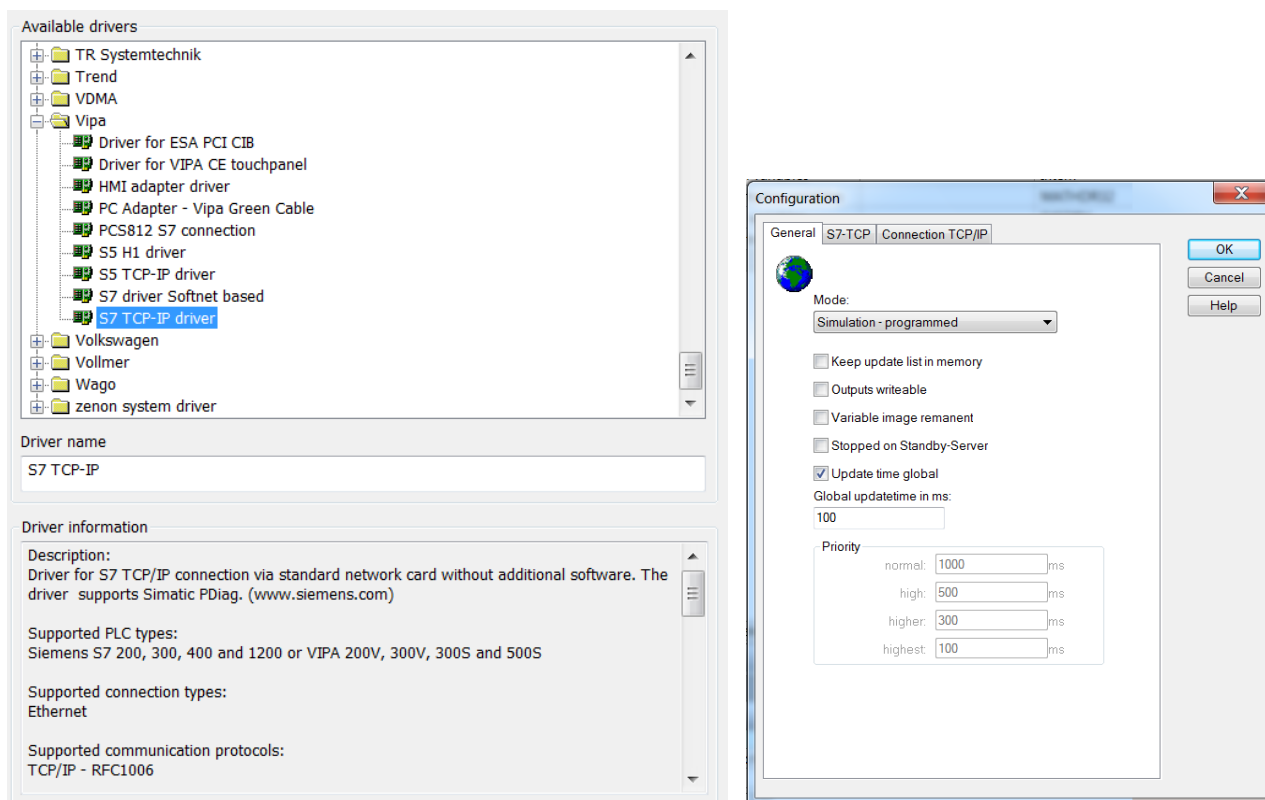 Available drivers
TR Systemtechnik
Trend
VDMA
Vipa
Driver for ESA PCI CIB
Driver for VIPA CE touchpanel
HMI adapter driver
PC Adapter - Vipa Green Cable
PCS812 S7 connection
S5 H1 driver
S5 TCP-IP driver
S7 driver Softnet based
S7 TCP-IP driver
Volkswagen
Vollmer
Wago
zenon system driver
Driver name
S7 TCP-IP
Driver information
Description:
Driver for S7 TCP/IP connection via standard network card without additional software. The
driver supports Simatic PDiag. (www.siemens.com)
Supported PLC types:
Siemens S7 200, 300, 400 and 1200 or VIPA 200V, 300V, 300S and 500S
Supported connection types:
Ethernet
Supported communication protocols:
TCP/IP - RFC1006
Configuration
General S7-TCP Connection TCP/IP
OK
Cancel
Help
Mode:
Simulation - programmed
Keep update list in memory
Outputs writeable
Variable image remanent
Stopped on Standby-Server
Update time global
Global updatetime in ms:
100
Priority
normal: 1000 ms
high: 500 ms
higher: 300 ms
highest: 100 ms